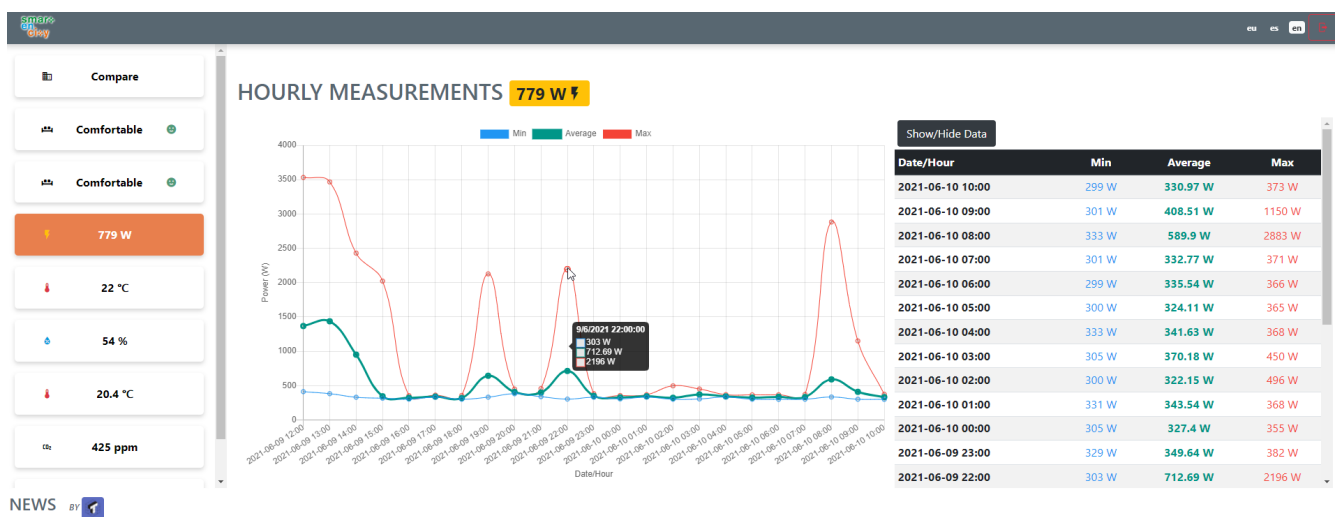 smart
en
city
eu es en
Compare
Comfortable
Comfortable
779 W
22 °C
54 %
20.4 °C
CO2 425 ppm
HOURLY MEASUREMENTS 779 W
Min Average Max
4000
3500
3000
2500
2000
1500
1000
500
0
Power (W)
9/6/2021 22:00:00
303 W
712.69 W
2196 W
2021-06-09 12:00
2021-06-09 13:00
2021-06-09 14:00
2021-06-09 15:00
2021-06-09 16:00
2021-06-09 17:00
2021-06-09 18:00
2021-06-09 19:00
2021-06-09 20:00
2021-06-09 21:00
2021-06-09 22:00
2021-06-09 23:00
2021-06-10 00:00
2021-06-10 01:00
2021-06-10 02:00
2021-06-10 03:00
2021-06-10 04:00
2021-06-10 05:00
2021-06-10 06:00
2021-06-10 07:00
2021-06-10 08:00
2021-06-10 09:00
2021-06-10 10:00
Date/Hour
Show/Hide Data
Date/Hour Min Average Max
2021-06-10 10:00 299 W 330.97 W 373 W
2021-06-10 09:00 301 W 408.51 W 1150 W
2021-06-10 08:00 333 W 589.9 W 2883 W
2021-06-10 07:00 301 W 332.77 W 371 W
2021-06-10 06:00 299 W 335.54 W 366 W
2021-06-10 05:00 300 W 324.11 W 365 W
2021-06-10 04:00 333 W 341.63 W 368 W
2021-06-10 03:00 305 W 370.18 W 450 W
2021-06-10 02:00 300 W 322.15 W 496 W
2021-06-10 01:00 331 W 343.54 W 368 W
2021-06-10 00:00 305 W 327.4 W 355 W
2021-06-09 23:00 329 W 349.64 W 382 W
2021-06-09 22:00 303 W 712.69 W 2196 W
NEWS BY